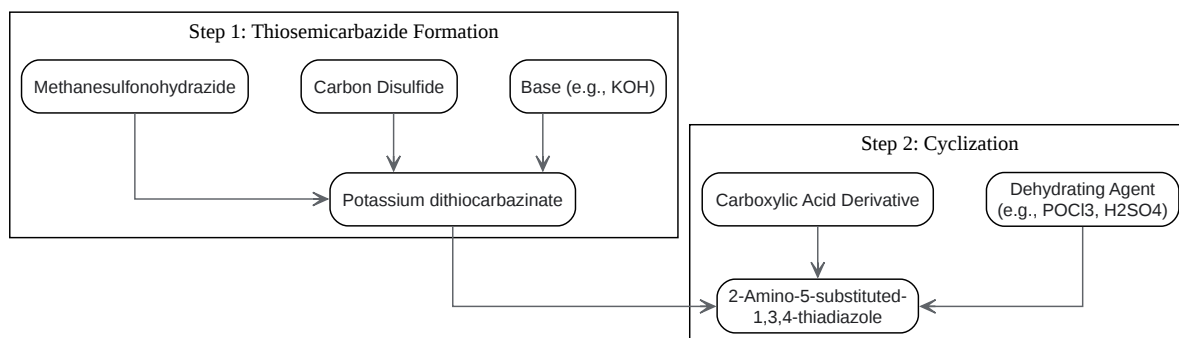 Step 1: Thiosemicarbazide Formation
Methanesulfonohydrazide
Carbon Disulfide
Base (e.g., KOH)
Potassium dithiocarbazinate
Step 2: Cyclization
Carboxylic Acid Derivative
Dehydrating Agent
(e.g., POCl3, H2SO4)
2-Amino-5-substituted-
1,3,4-thiadiazole